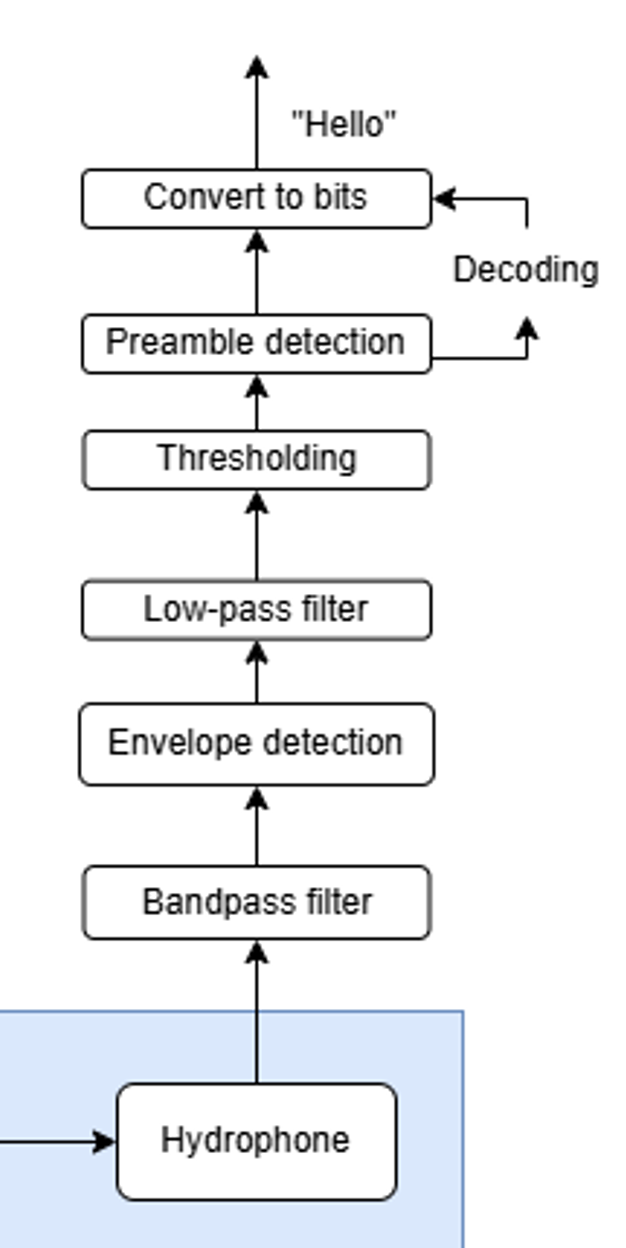 "Hello"
Convert to bits
Decoding
Preamble detection
Thresholding
Low-pass filter
Envelope detection
Bandpass filter
Hydrophone